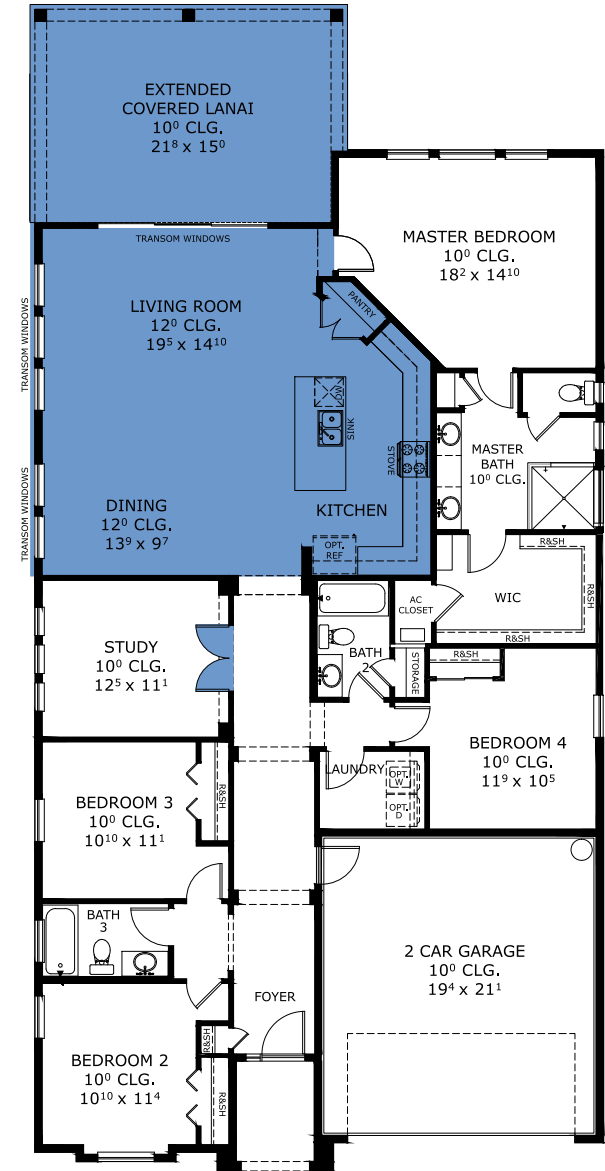 EXTENDED
COVERED LANAI
10⁰ CLG.
21⁸ x 15⁰
TRANSOM WINDOWS
MASTER BEDROOM
10⁰ CLG.
18² x 14¹⁰
LIVING ROOM
12⁰ CLG.
19⁵ x 14¹⁰
PANTRY
TRANSOM WINDOWS
DW
SINK
STOVE
MASTER
BATH
10⁰ CLG.
TRANSOM WINDOWS
DINING
12⁰ CLG.
13⁹ x 9⁷
KITCHEN
OPT.
REF
R&SH
WIC
R&SH
R&SH
AC
CLOSET
STUDY
10⁰ CLG.
12⁵ x 11¹
BATH
2
STORAGE
R&SH
BEDROOM 4
10⁰ CLG.
11⁹ x 10⁵
LAUNDRY
OPT.
W
OPT.
D
BEDROOM 3
10⁰ CLG.
10¹⁰ x 11¹
R&SH
BATH
3
2 CAR GARAGE
10⁰ CLG.
19⁴ x 21¹
FOYER
R&SH
BEDROOM 2
10⁰ CLG.
10¹⁰ x 11⁴
R&SH